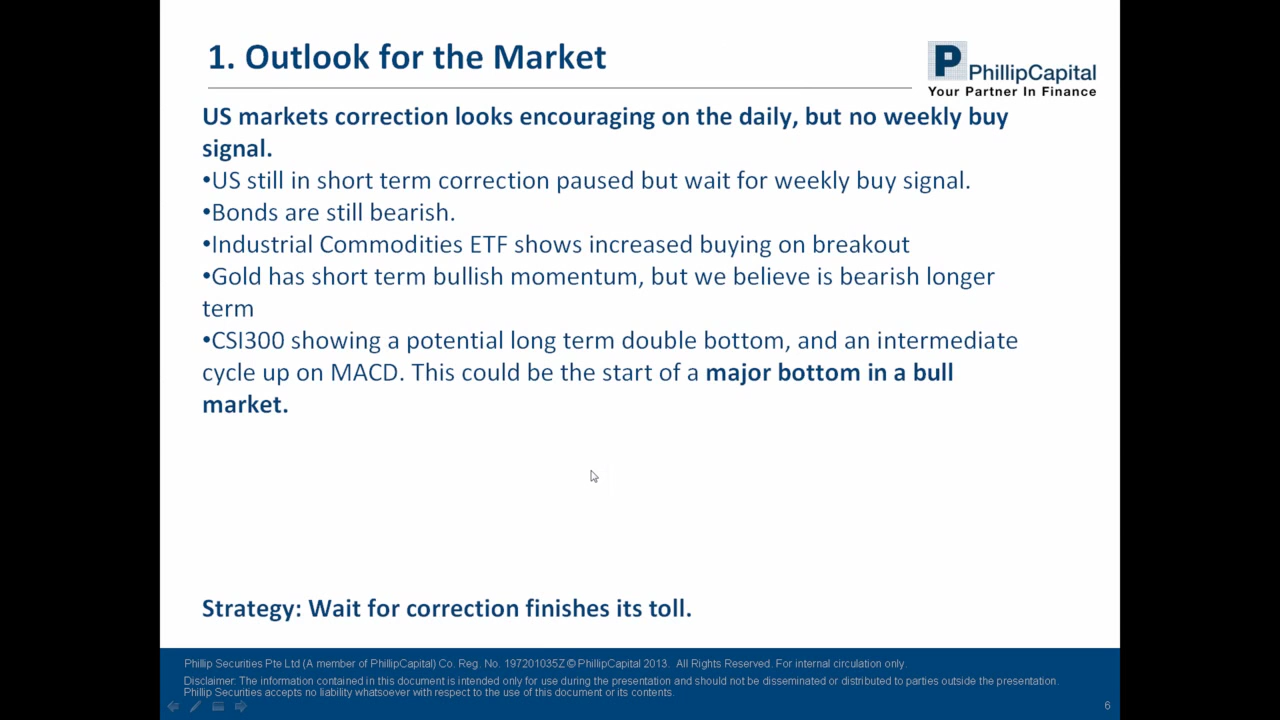 1. Outlook for the Market
P PhillipCapital
Your Partner In Finance
US markets correction looks encouraging on the daily, but no weekly buy
signal.
•US still in short term correction paused but wait for weekly buy signal.
•Bonds are still bearish.
•Industrial Commodities ETF shows increased buying on breakout
•Gold has short term bullish momentum, but we believe is bearish longer
term
•CSI300 showing a potential long term double bottom, and an intermediate
cycle up on MACD. This could be the start of a major bottom in a bull
market.
Strategy: Wait for correction finishes its toll.
Phillip Securities Pte Ltd (A member of PhillipCapital) Co. Reg. No. 197201035Z © PhillipCapital 2013. All Rights Reserved. For internal circulation only.
Disclaimer: The information contained in this document is intended only for use during the presentation and should not be disseminated or distributed to parties outside the presentation.
Phillip Securities accepts no liability whatsoever with respect to the use of this document or its contents.
6